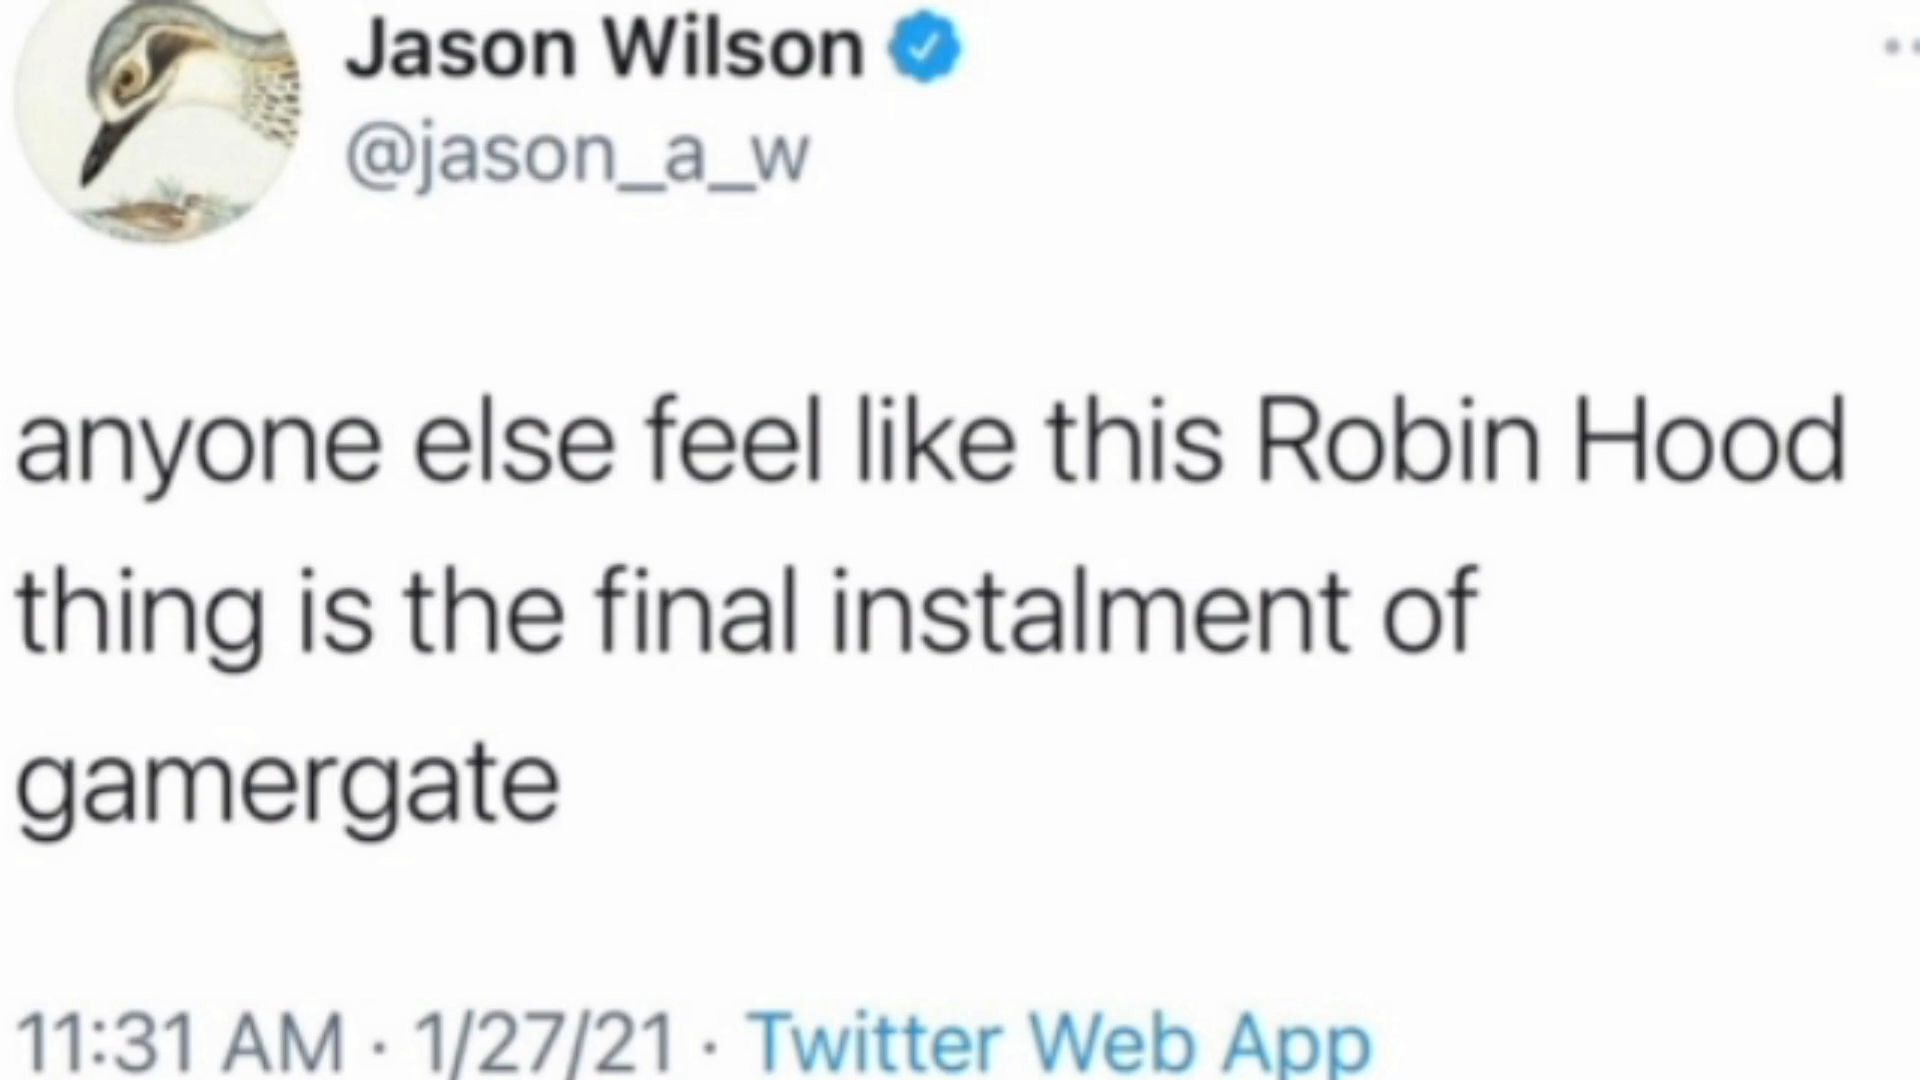 Jason Wilson
@jason_a_w
anyone else feel like this Robin Hood
thing is the final instalment of
gamergate
11:31 AM · 1/27/21 · Twitter Web App